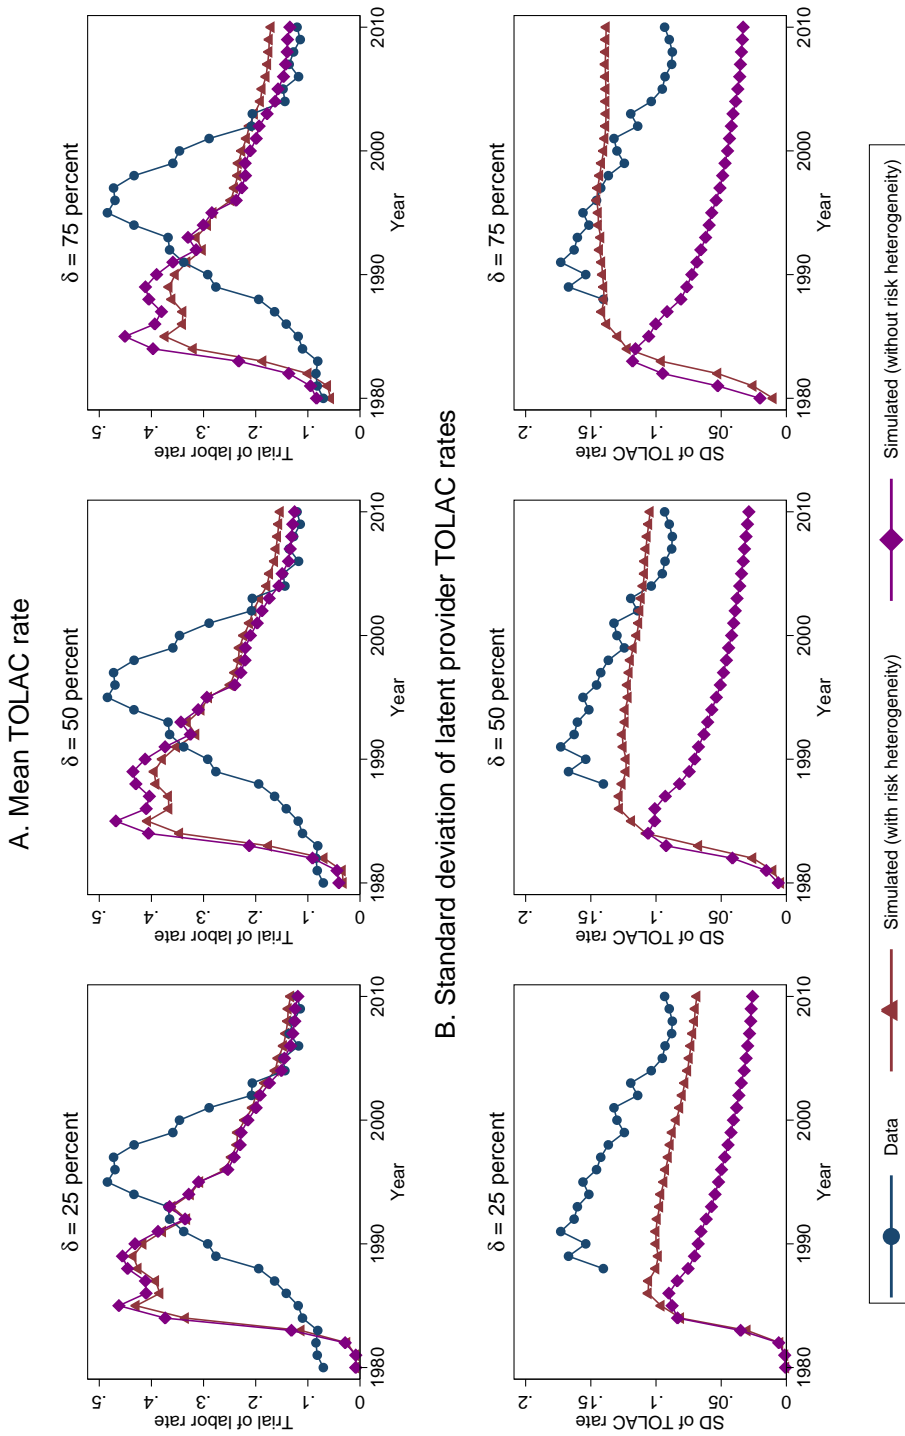 A. Mean TOLAC rate
δ = 25 percent
δ = 50 percent
δ = 75 percent
Trial of labor rate
0 .1 .2 .3 .4 .5
1980 1990 2000 2010
Year
Trial of labor rate
0 .1 .2 .3 .4 .5
1980 1990 2000 2010
Year
Trial of labor rate
0 .1 .2 .3 .4 .5
1980 1990 2000 2010
Year
B. Standard deviation of latent provider TOLAC rates
δ = 25 percent
δ = 50 percent
δ = 75 percent
SD of TOLAC rate
0 .05 .1 .15 .2
1980 1990 2000 2010
Year
SD of TOLAC rate
0 .05 .1 .15 .2
1980 1990 2000 2010
Year
SD of TOLAC rate
0 .05 .1 .15 .2
1980 1990 2000 2010
Year
Data Simulated (with risk heterogeneity) Simulated (without risk heterogeneity)